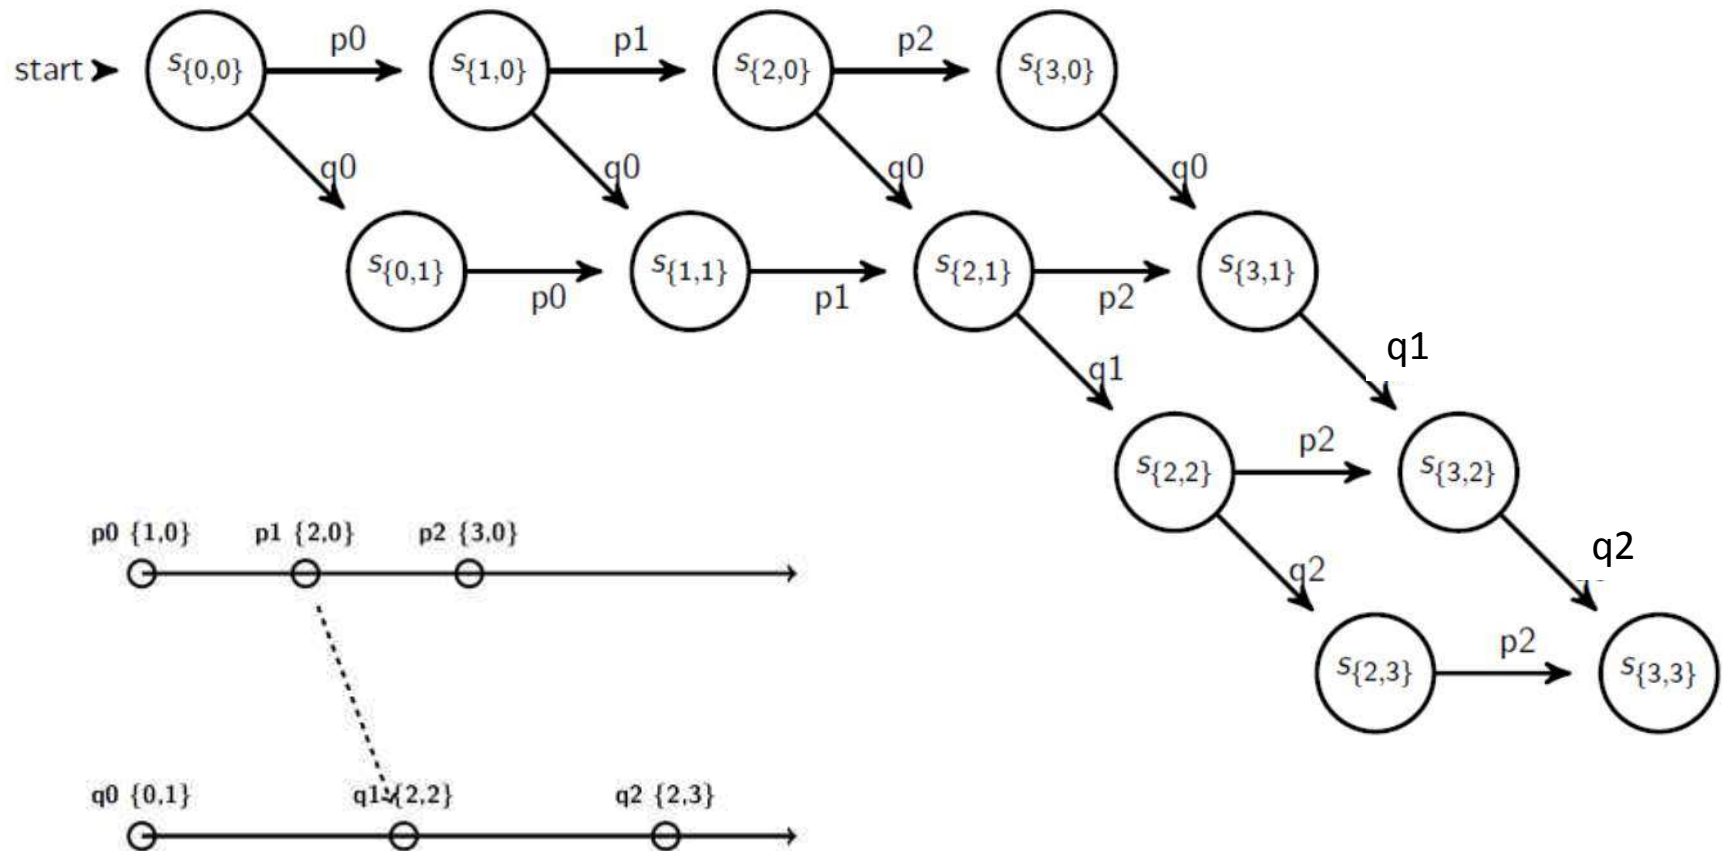 p0 p1 p2
start s{0,0} s{1,0} s{2,0} s{3,0}
q0 q0 q0 q0
s{0,1} s{1,1} s{2,1} s{3,1}
p0 p1 p2
q1 q1
p2
s{2,2} s{3,2}
p0 {1,0} p1 {2,0} p2 {3,0}
q2 q2
p2
s{2,3} s{3,3}
q0 {0,1} q1 {2,2} q2 {2,3}